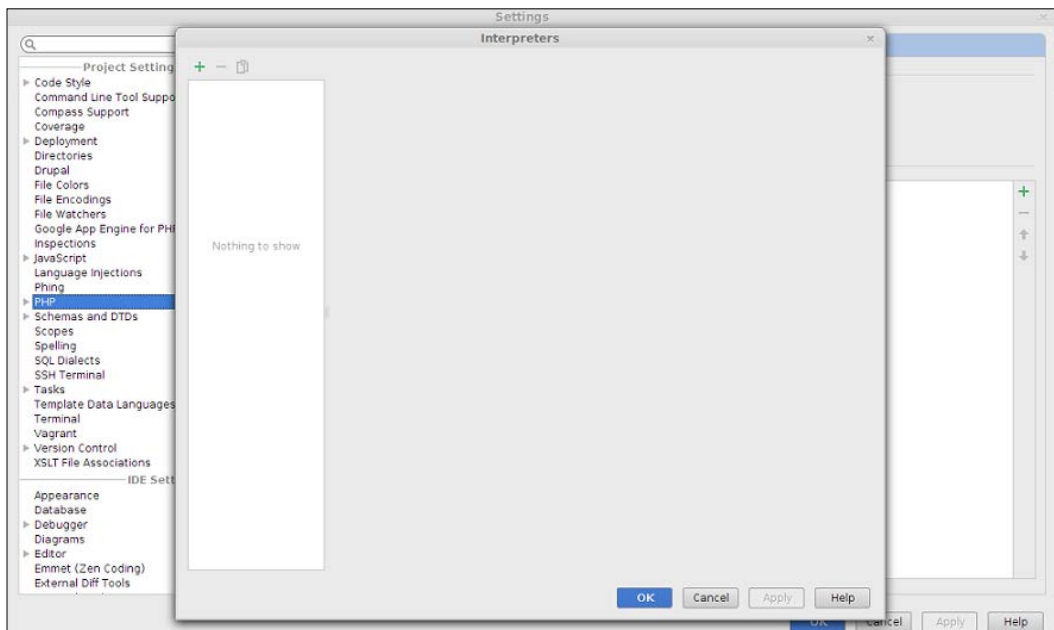 Settings
Interpreters
Project Setting
Code Style
Command Line Tool Suppo
Compass Support
Coverage
Deployment
Directories
Drupal
File Colors
File Encodings
File Watchers
Google App Engine for PH
Inspections
JavaScript
Language Injections
Phing
PHP
Schemas and DTDs
Scopes
Spelling
SQL Dialects
SSH Terminal
Tasks
Template Data Languages
Terminal
Vagrant
Version Control
XSLT File Associations
IDE Sett
Appearance
Database
Debugger
Diagrams
Editor
Emmet (Zen Coding)
External Diff Tools
Nothing to show
OK Cancel Apply Help
OK Cancel Apply Help